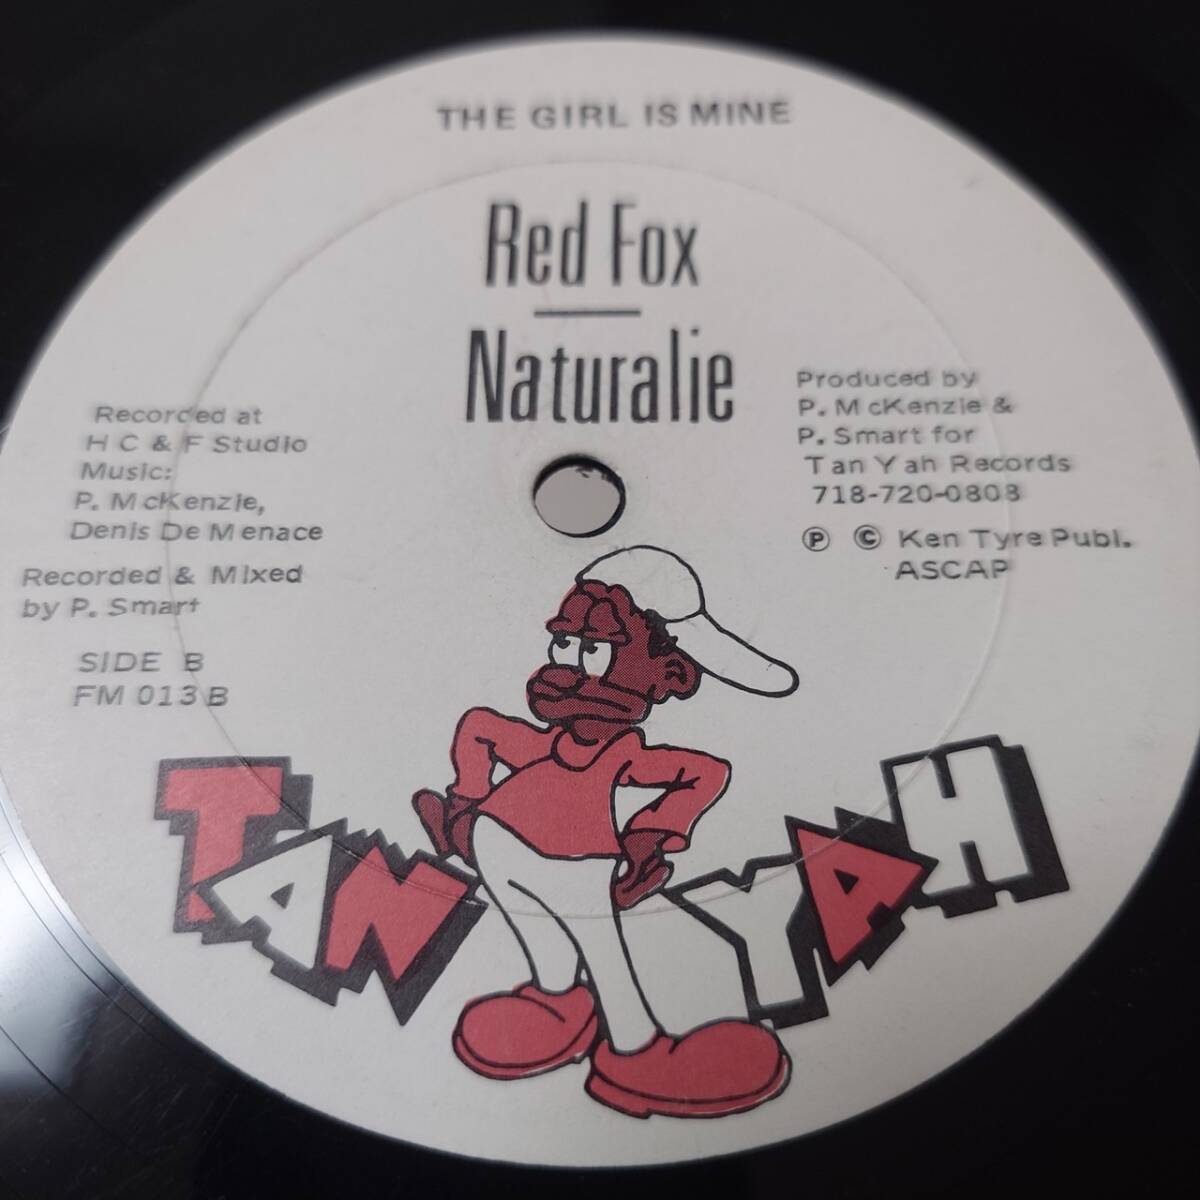 THE GIRL IS MINE
Red Fox
Naturalie
Recorded at
H C & F Studio
Music:
P. McKenzie,
Denis De Menace
Recorded & Mixed
by P. Smart
SIDE B
FM 013 B
Produced by
P. McKenzie &
P. Smart for
Tan Yah Records
718-720-0808
Ⓟ © Ken Tyre Publ.
ASCAP
TAN YAH